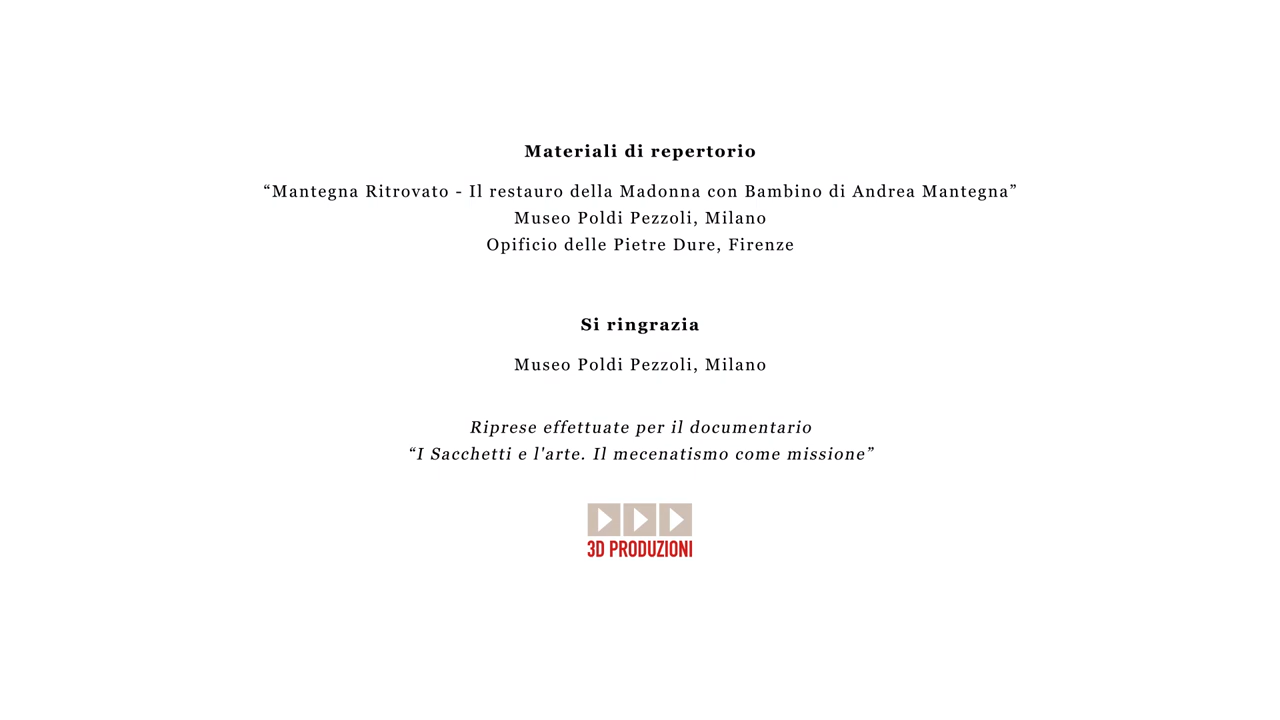 Materiali di repertorio
“Mantegna Ritrovato - Il restauro della Madonna con Bambino di Andrea Mantegna”
Museo Poldi Pezzoli, Milano
Opificio delle Pietre Dure, Firenze
Si ringrazia
Museo Poldi Pezzoli, Milano
Riprese effettuate per il documentario
“I Sacchetti e l'arte. Il mecenatismo come missione”
3D PRODUZIONI